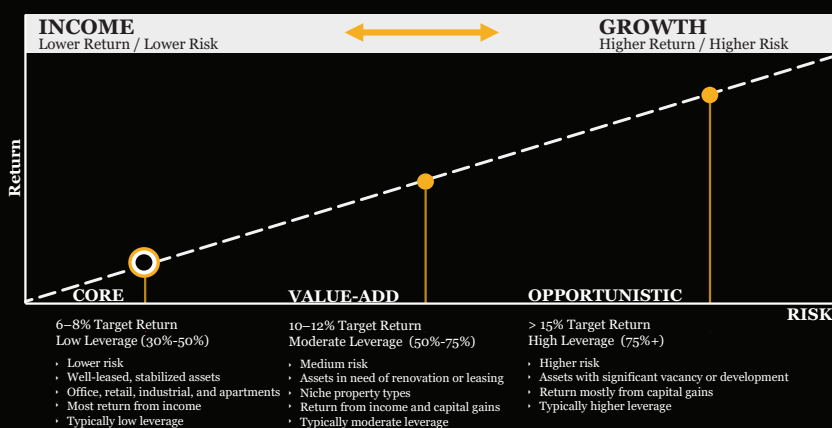 INCOME
Lower Return / Lower Risk
GROWTH
Higher Return / Higher Risk
Return
RISK
CORE
6–8% Target Return
Low Leverage (30%-50%)
‣ Lower risk
‣ Well-leased, stabilized assets
‣ Office, retail, industrial, and apartments
‣ Most return from income
‣ Typically low leverage
VALUE-ADD
10–12% Target Return
Moderate Leverage (50%-75%)
‣ Medium risk
‣ Assets in need of renovation or leasing
‣ Niche property types
‣ Return from income and capital gains
‣ Typically moderate leverage
OPPORTUNISTIC
> 15% Target Return
High Leverage (75%+)
‣ Higher risk
‣ Assets with significant vacancy or development
‣ Return mostly from capital gains
‣ Typically higher leverage